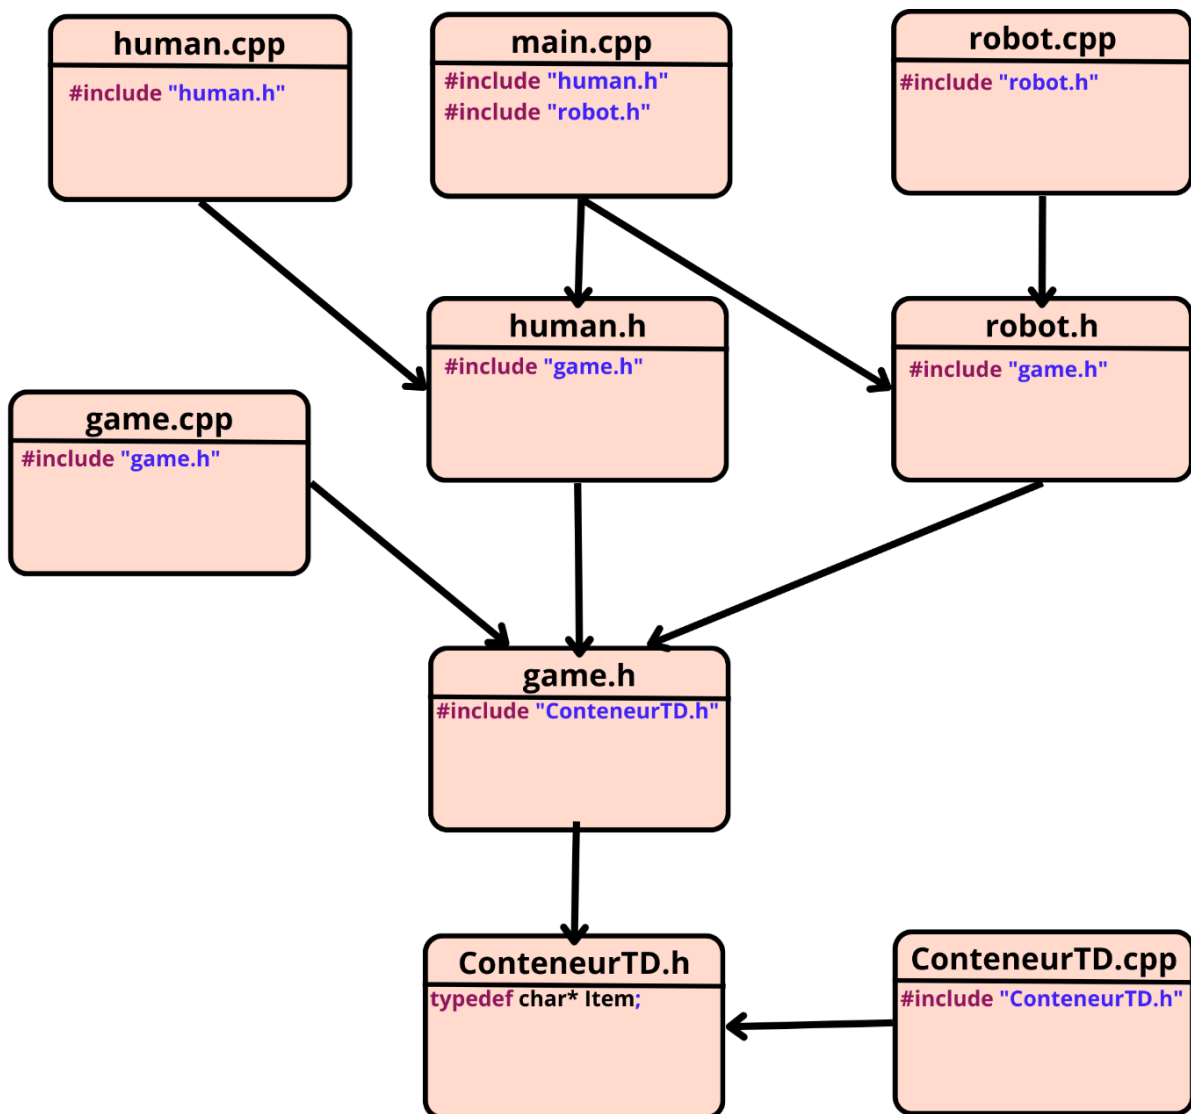 human.cpp
#include "human.h"
main.cpp
#include "human.h"
#include "robot.h"
robot.cpp
#include "robot.h"
human.h
#include "game.h"
robot.h
#include "game.h"
game.cpp
#include "game.h"
game.h
#include "ConteneurTD.h"
ConteneurTD.h
typedef char* Item;
ConteneurTD.cpp
#include "ConteneurTD.h"